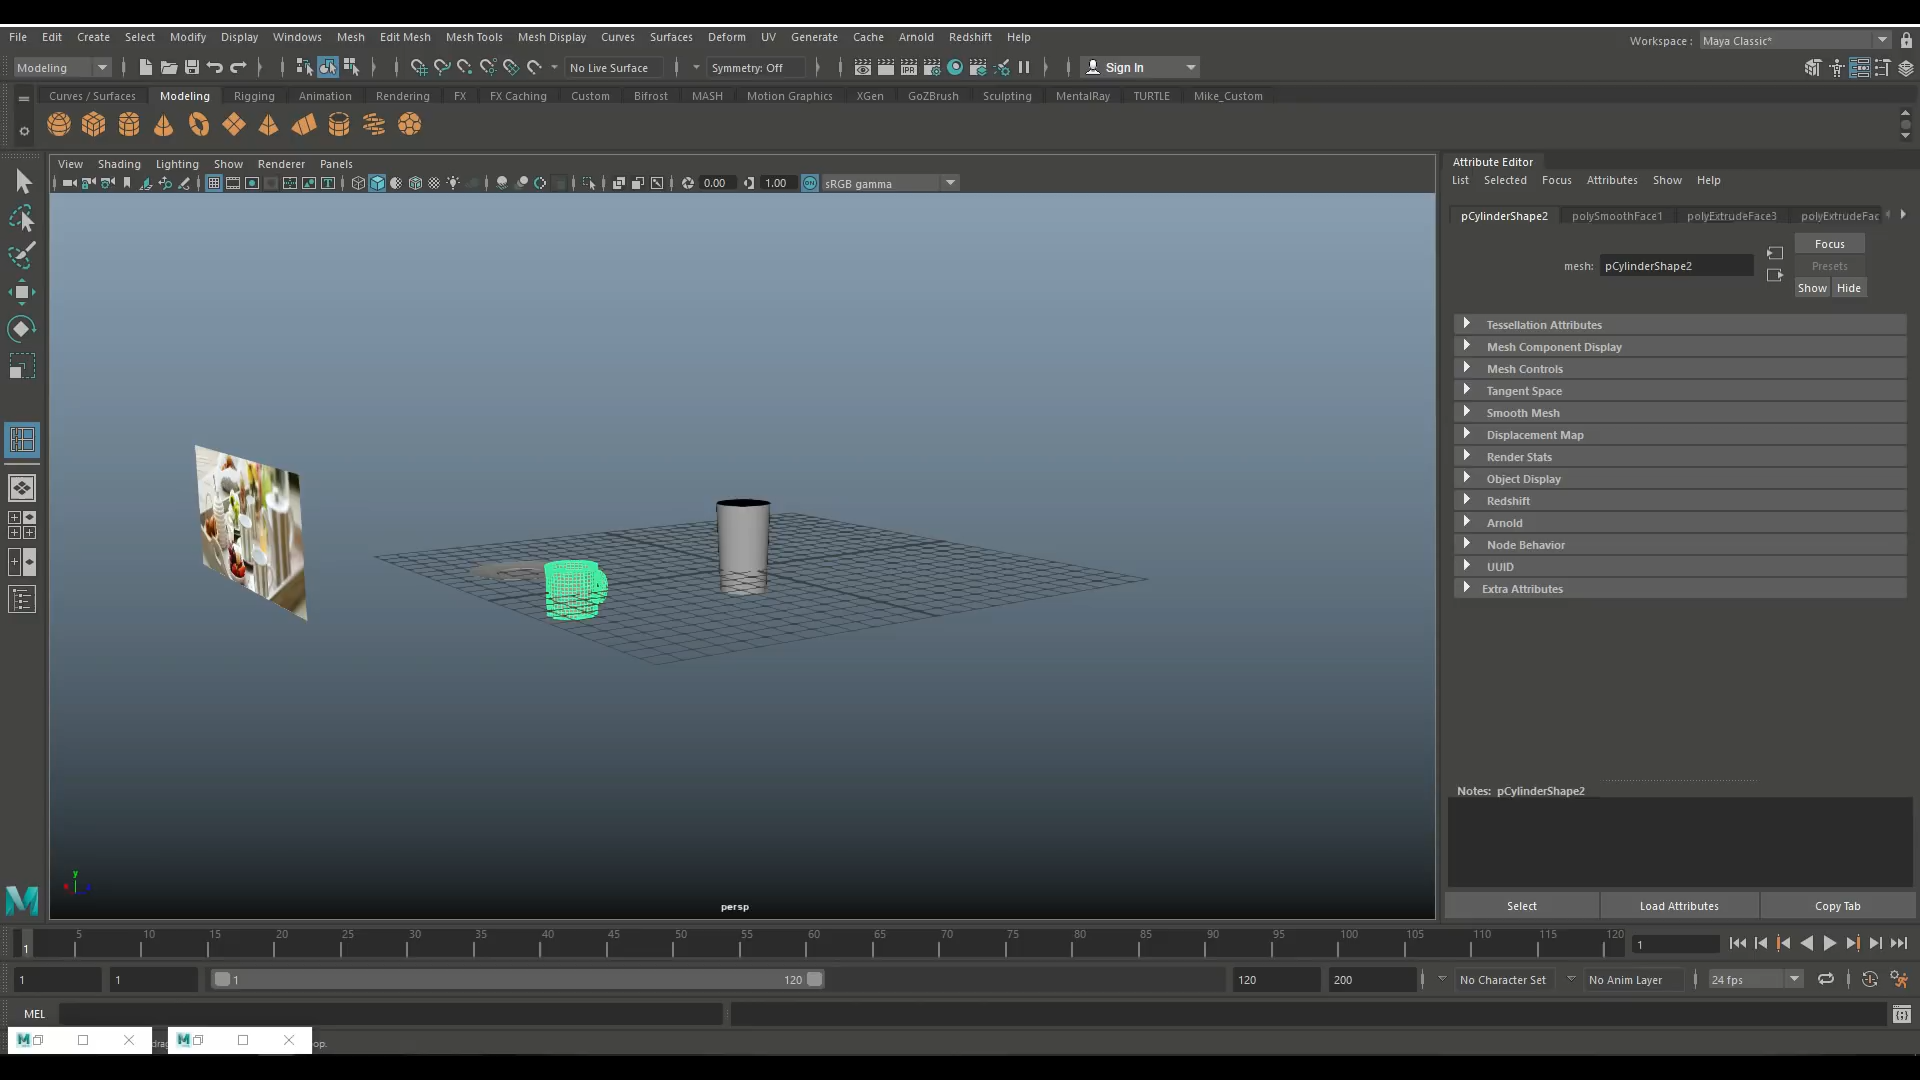 File Edit Create Select Modify Display Windows Mesh Edit Mesh Mesh Tools Mesh Display Curves Surfaces Deform UV Generate Cache Arnold Redshift Help
Workspace : Maya Classic*
Modeling
No Live Surface
Symmetry: Off
IPR
Sign In
Curves / Surfaces Modeling Rigging Animation Rendering FX FX Caching Custom Bifrost MASH Motion Graphics XGen GoZBrush Sculpting MentalRay TURTLE Mike_Custom
View Shading Lighting Show Renderer Panels
0.00 1.00 ON sRGB gamma
Attribute Editor
List Selected Focus Attributes Show Help
pCylinderShape2 polySmoothFace1 polyExtrudeFace3 polyExtrudeFac
Focus
mesh: pCylinderShape2
Presets
Show Hide
Tessellation Attributes
Mesh Component Display
Mesh Controls
Tangent Space
Smooth Mesh
Displacement Map
Render Stats
Object Display
Redshift
Arnold
Node Behavior
UUID
Extra Attributes
Notes: pCylinderShape2
y
persp
Select Load Attributes Copy Tab
5 10 15 20 25 30 35 40 45 50 55 60 65 70 75 80 85 90 95 100 105 110 115 120
1
1
1 1 1 120 120 200 No Character Set No Anim Layer 24 fps
MEL
M M op.